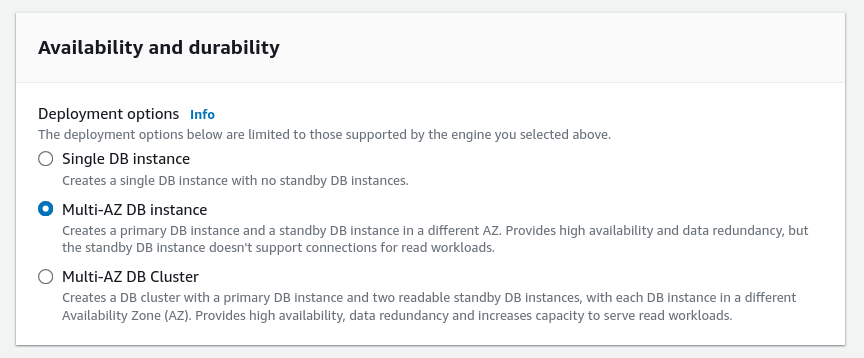 Availability and durability
Deployment options Info
The deployment options below are limited to those supported by the engine you selected above.
Single DB instance
Creates a single DB instance with no standby DB instances.
Multi-AZ DB instance
Creates a primary DB instance and a standby DB instance in a different AZ. Provides high availability and data redundancy, but
the standby DB instance doesn't support connections for read workloads.
Multi-AZ DB Cluster
Creates a DB cluster with a primary DB instance and two readable standby DB instances, with each DB instance in a different
Availability Zone (AZ). Provides high availability, data redundancy and increases capacity to serve read workloads.